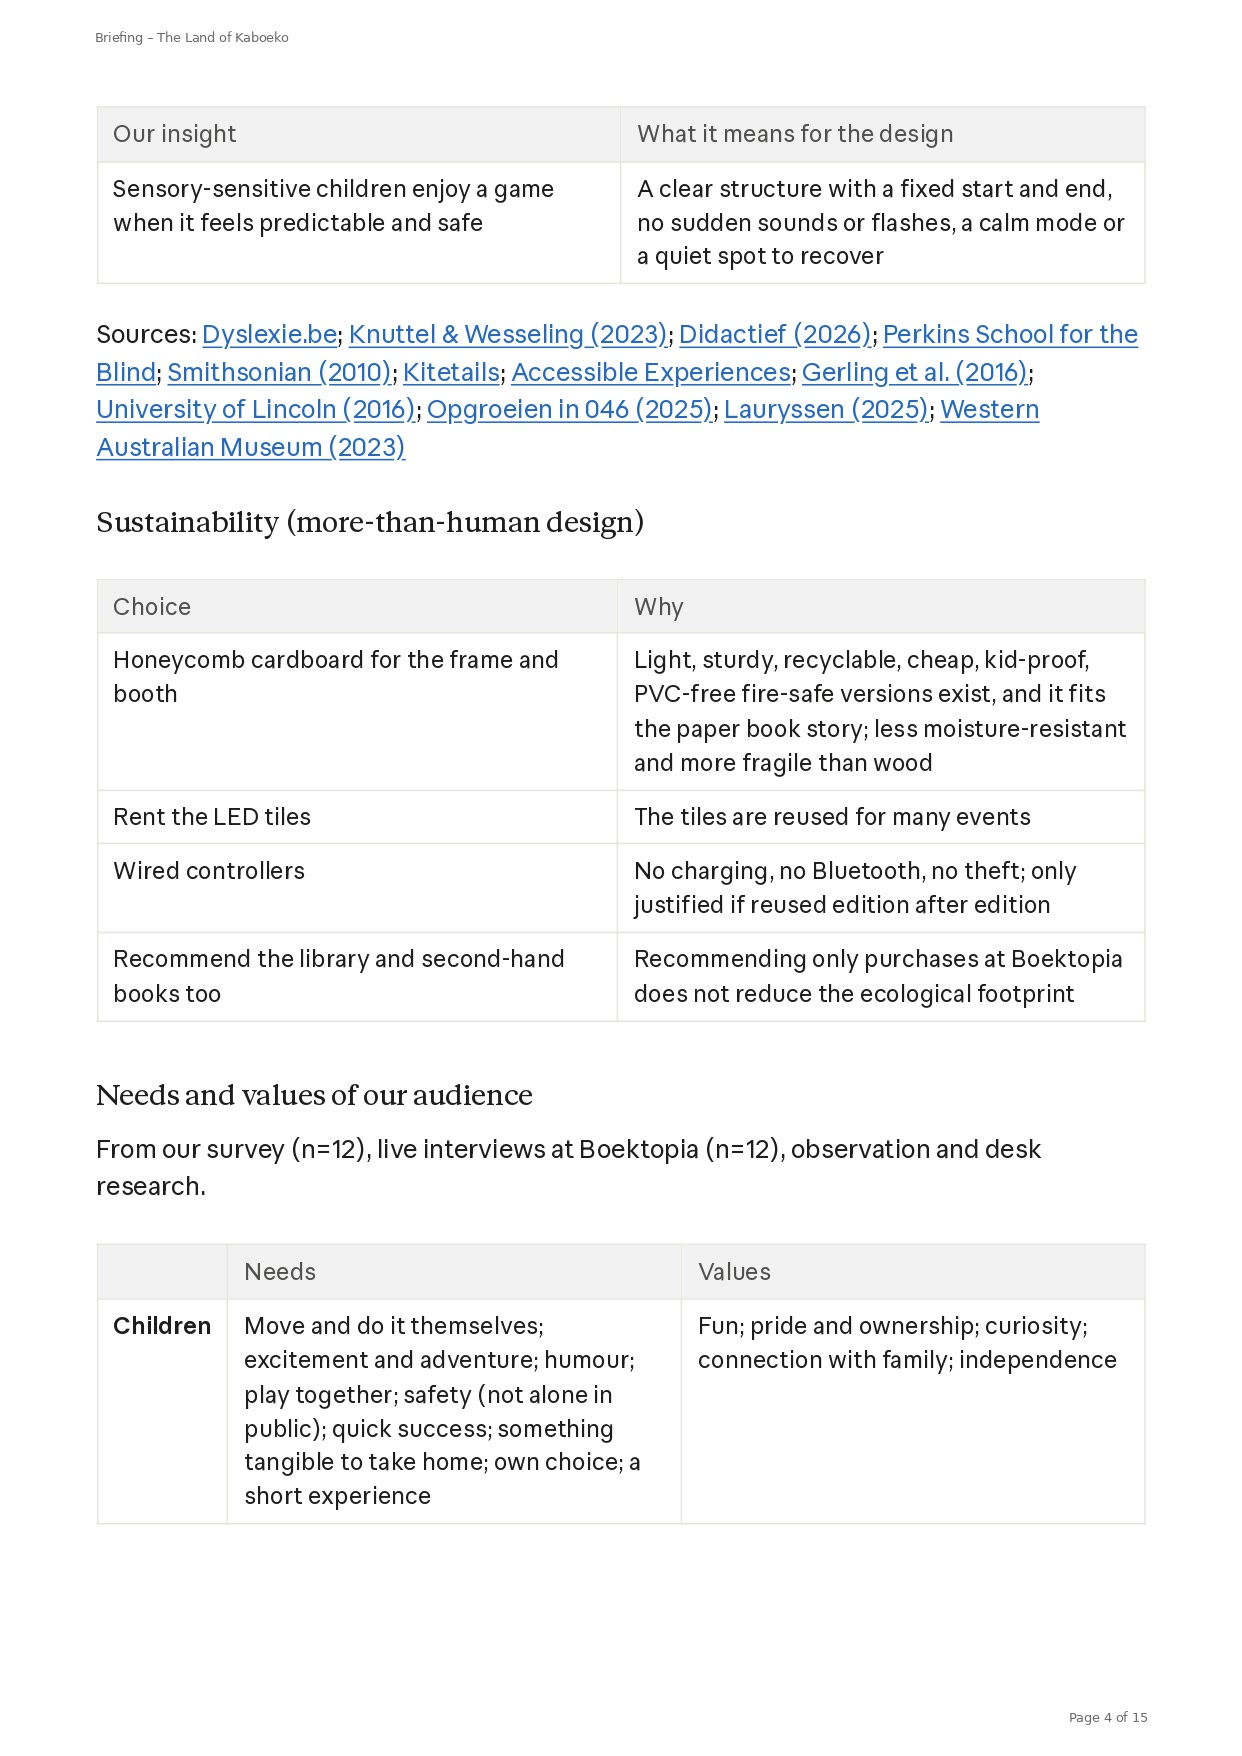 Briefing – The Land of Kaboeko
Our insight
What it means for the design
Sensory-sensitive children enjoy a game
when it feels predictable and safe
A clear structure with a fixed start and end,
no sudden sounds or flashes, a calm mode or
a quiet spot to recover
Sources: Dyslexie.be; Knuttel & Wesseling (2023); Didactief (2026); Perkins School for the
Blind; Smithsonian (2010); Kitetails; Accessible Experiences; Gerling et al. (2016);
University of Lincoln (2016); Opgroeien in 046 (2025); Lauryssen (2025); Western
Australian Museum (2023)
Sustainability (more-than-human design)
Choice
Why
Honeycomb cardboard for the frame and
booth
Light, sturdy, recyclable, cheap, kid-proof,
PVC-free fire-safe versions exist, and it fits
the paper book story; less moisture-resistant
and more fragile than wood
Rent the LED tiles
The tiles are reused for many events
Wired controllers
No charging, no Bluetooth, no theft; only
justified if reused edition after edition
Recommend the library and second-hand
books too
Recommending only purchases at Boektopia
does not reduce the ecological footprint
Needs and values of our audience
From our survey (n=12), live interviews at Boektopia (n=12), observation and desk
research.
Needs
Values
Children
Move and do it themselves;
excitement and adventure; humour;
play together; safety (not alone in
public); quick success; something
tangible to take home; own choice; a
short experience
Fun; pride and ownership; curiosity;
connection with family; independence
Page 4 of 15